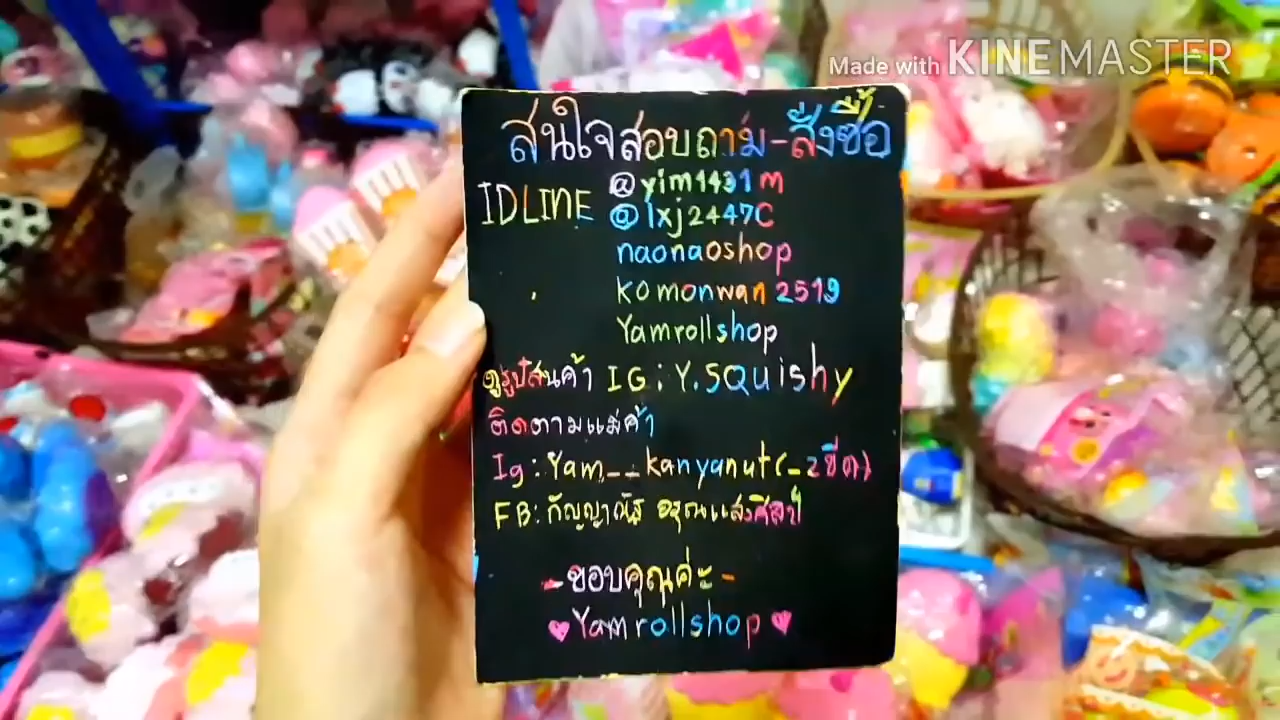 Made with KINEMASTER
สนใจสอบถาม-สั่งซื้อ
IDLINE @yim1431m
@lxj2447C
naonaoshop
komonwan2519
Yamrollshop
ดูรูปสินค้า IG : Y.SQuishy
ติดตามแม่ค้า
Ig : Yam__kanyanut (_2ขีด)
FB : กัญญาณัฐ อรุณแสงศิลป์
-ขอบคุณค่ะ-
♥Yamrollshop♥